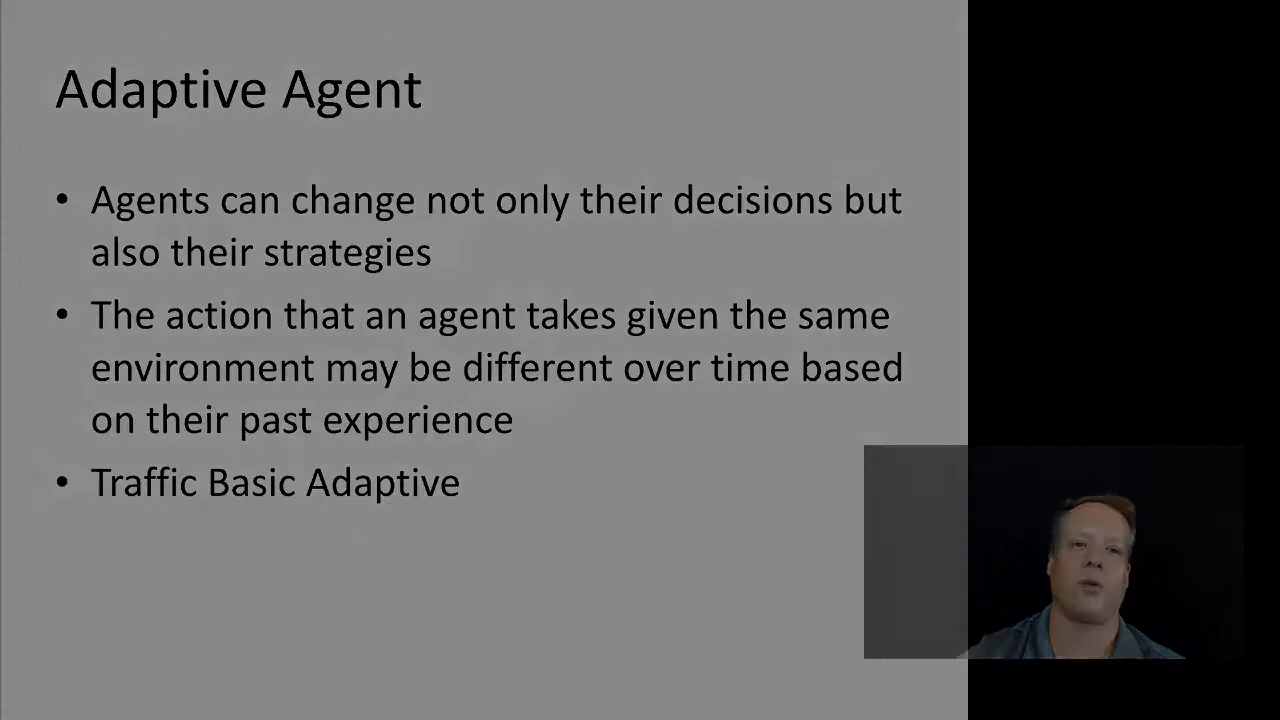 Adaptive Agent
• Agents can change not only their decisions but
also their strategies
• The action that an agent takes given the same
environment may be different over time based
on their past experience
• Traffic Basic Adaptive